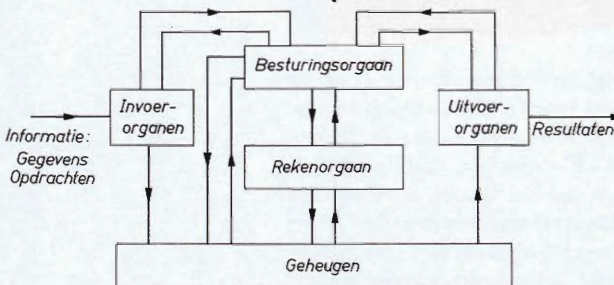 Besturingsorgaan
Invoer-
organen
Uitvoer-
organen
Informatie:
Gegevens
Opdrachten
Resultaten
Rekenorgaan
Geheugen